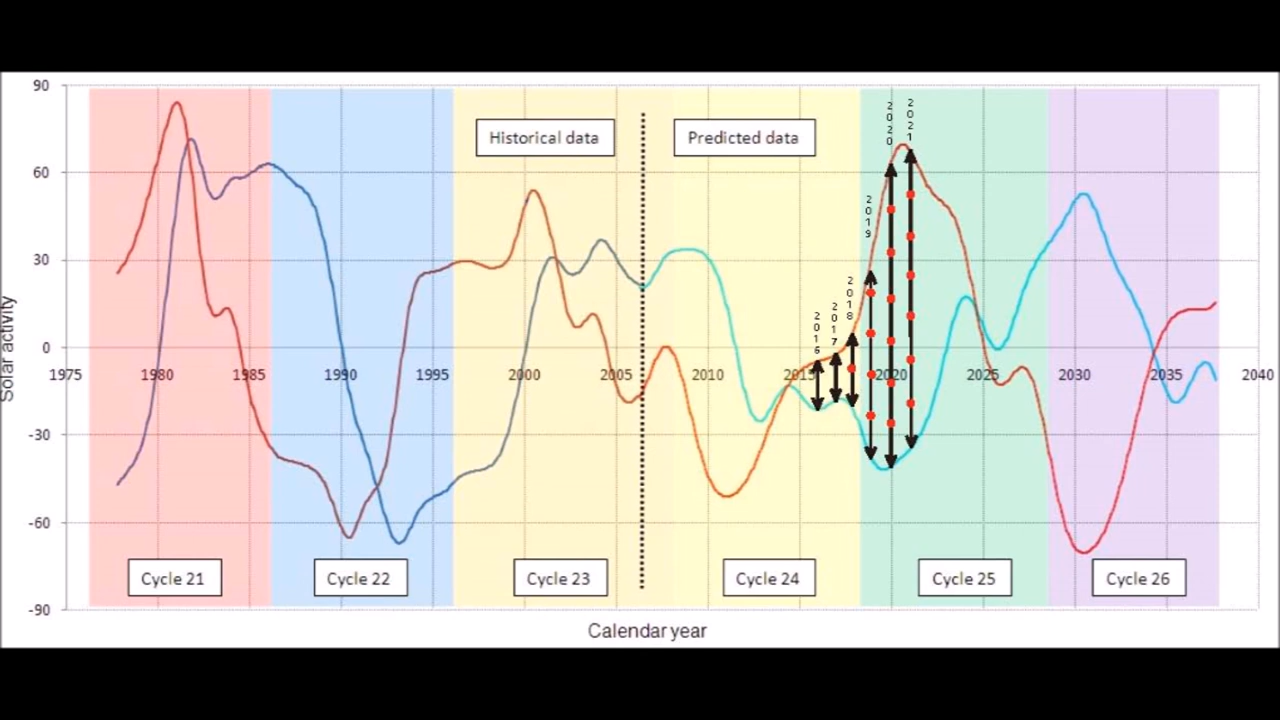 90
60
30
0
-30
-60
-90
Solar activity
Historical data
Predicted data
2016
2017
2018
2019
2020
2021
1975
1980
1985
1990
1995
2000
2005
2010
2015
2020
2025
2030
2035
2040
Cycle 21
Cycle 22
Cycle 23
Cycle 24
Cycle 25
Cycle 26
Calendar year